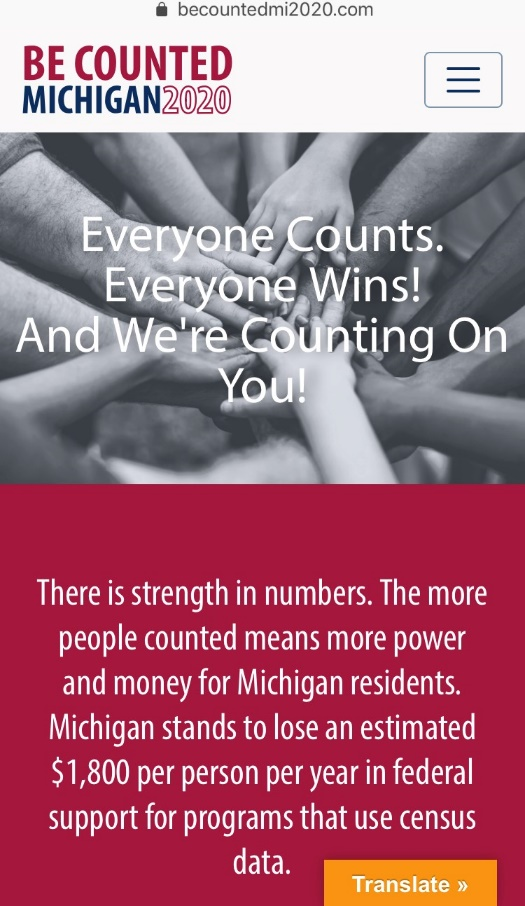 becountedmi2020.com
BE COUNTED
MICHIGAN2020
Everyone Counts.
Everyone Wins!
And We're Counting On
You!
There is strength in numbers. The more
people counted means more power
and money for Michigan residents.
Michigan stands to lose an estimated
$1,800 per person per year in federal
support for programs that use census
data.
Translate »